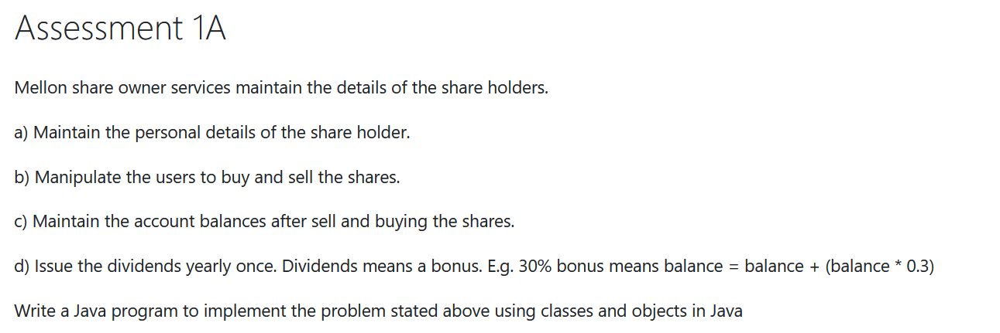 Assessment 1A
Mellon share owner services maintain the details of the share holders.
a) Maintain the personal details of the share holder.
b) Manipulate the users to buy and sell the shares.
c) Maintain the account balances after sell and buying the shares.
d) Issue the dividends yearly once. Dividends means a bonus. E.g. 30% bonus means balance = balance + (balance * 0.3)
Write a Java program to implement the problem stated above using classes and objects in Java